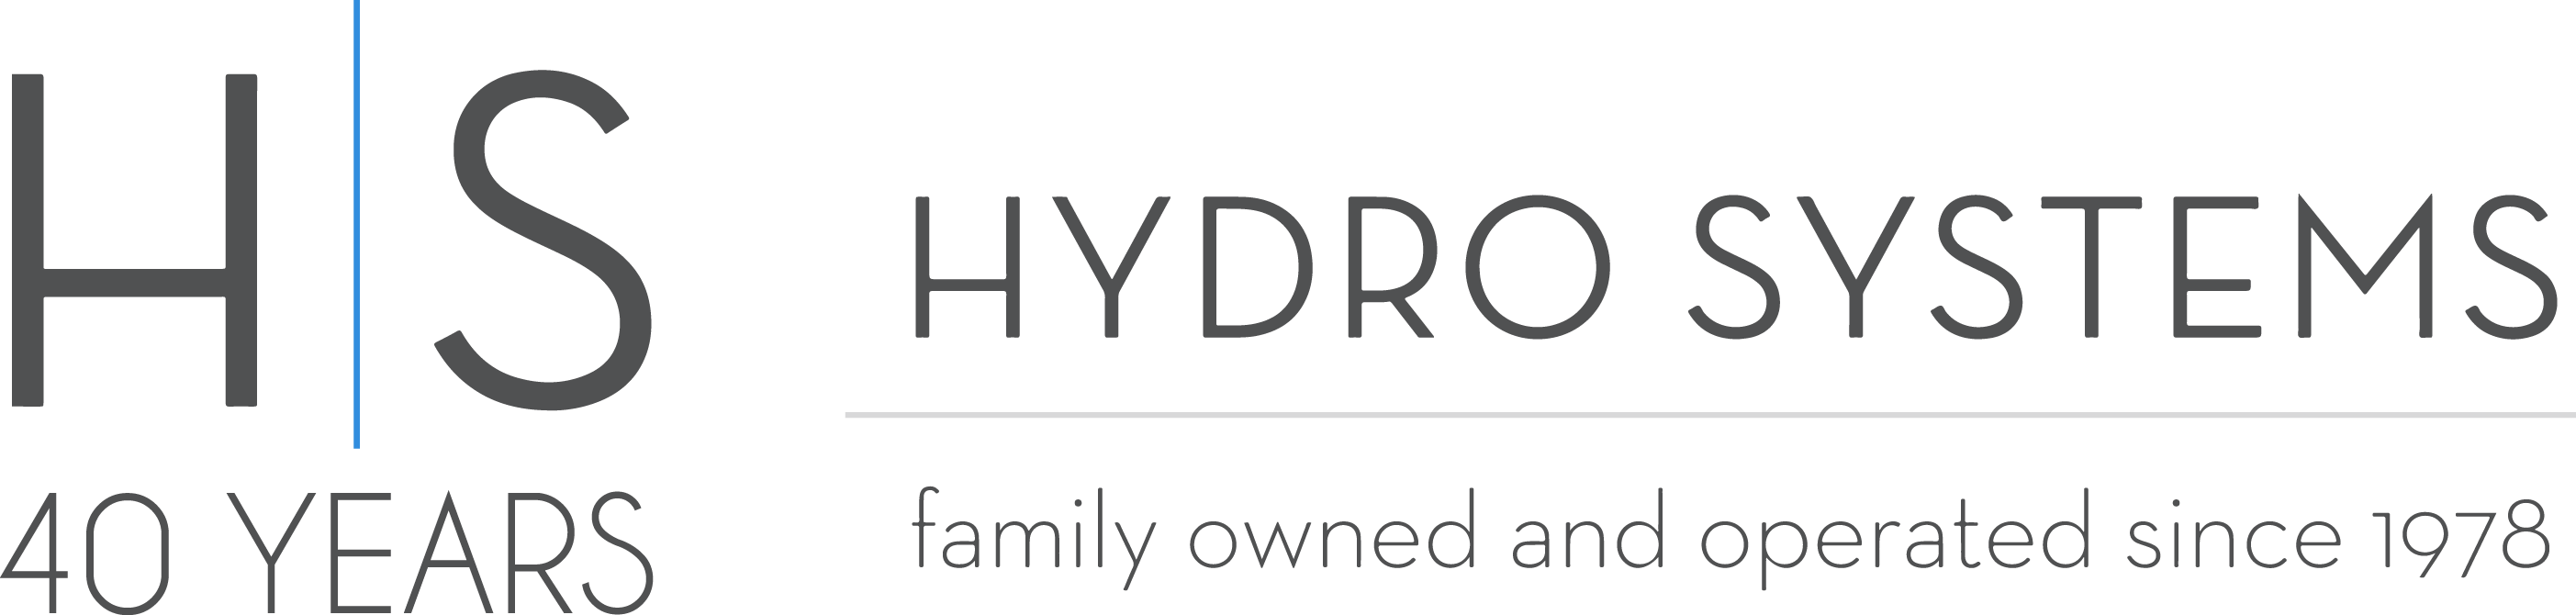 H|S
40 YEARS
HYDRO SYSTEMS
family owned and operated since 1978